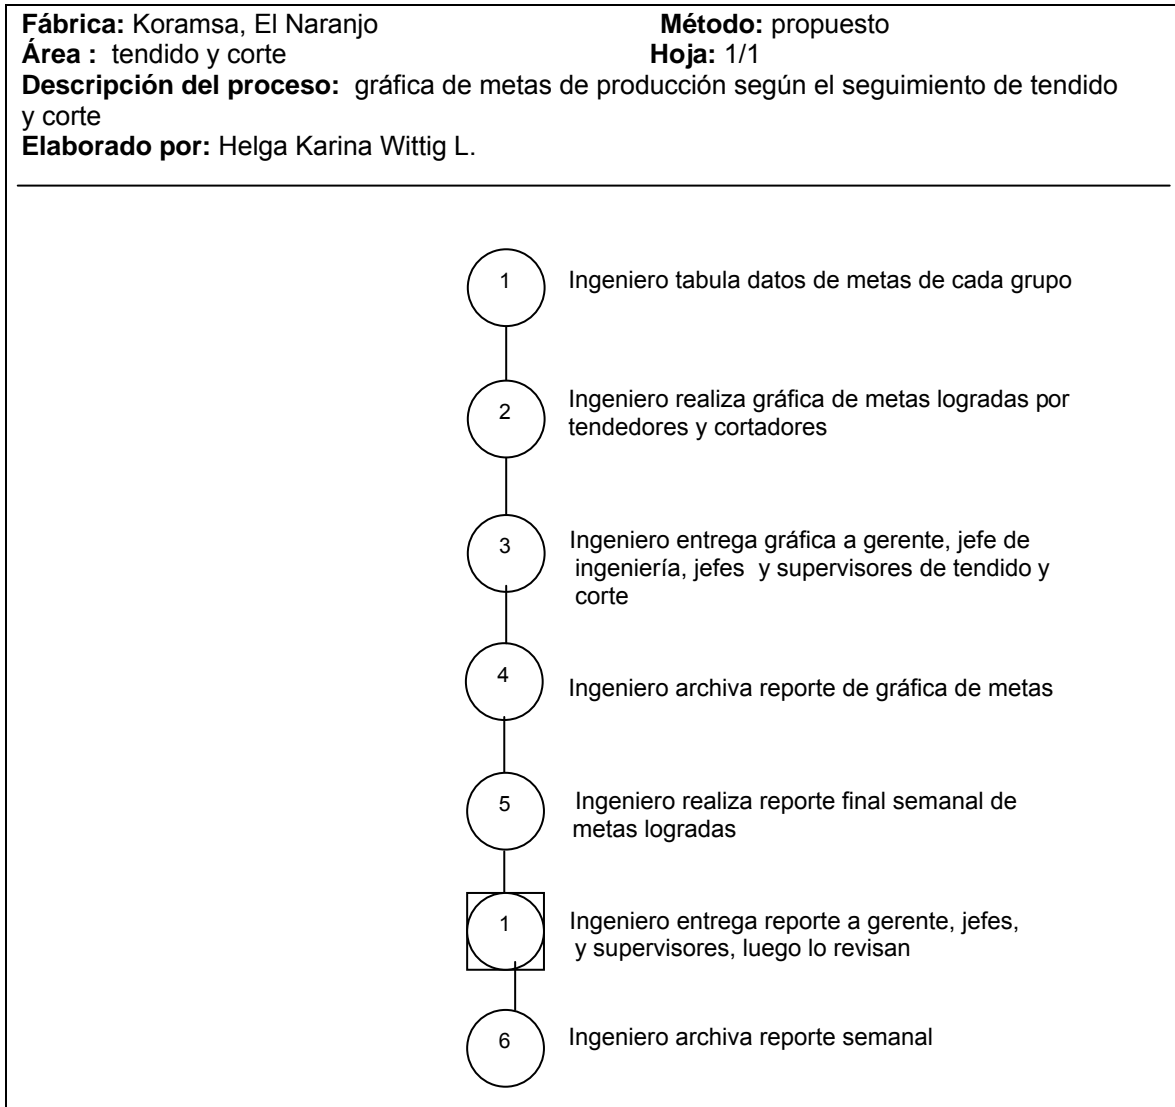 Fábrica: Koramsa, El Naranjo Método: propuesto
Área : tendido y corte Hoja: 1/1
Descripción del proceso: gráfica de metas de producción según el seguimiento de tendido
y corte
Elaborado por: Helga Karina Wittig L.
1 Ingeniero tabula datos de metas de cada grupo
2 Ingeniero realiza gráfica de metas logradas por
tendedores y cortadores
3 Ingeniero entrega gráfica a gerente, jefe de
ingeniería, jefes y supervisores de tendido y
corte
4 Ingeniero archiva reporte de gráfica de metas
5 Ingeniero realiza reporte final semanal de
metas logradas
1 Ingeniero entrega reporte a gerente, jefes,
y supervisores, luego lo revisan
6 Ingeniero archiva reporte semanal